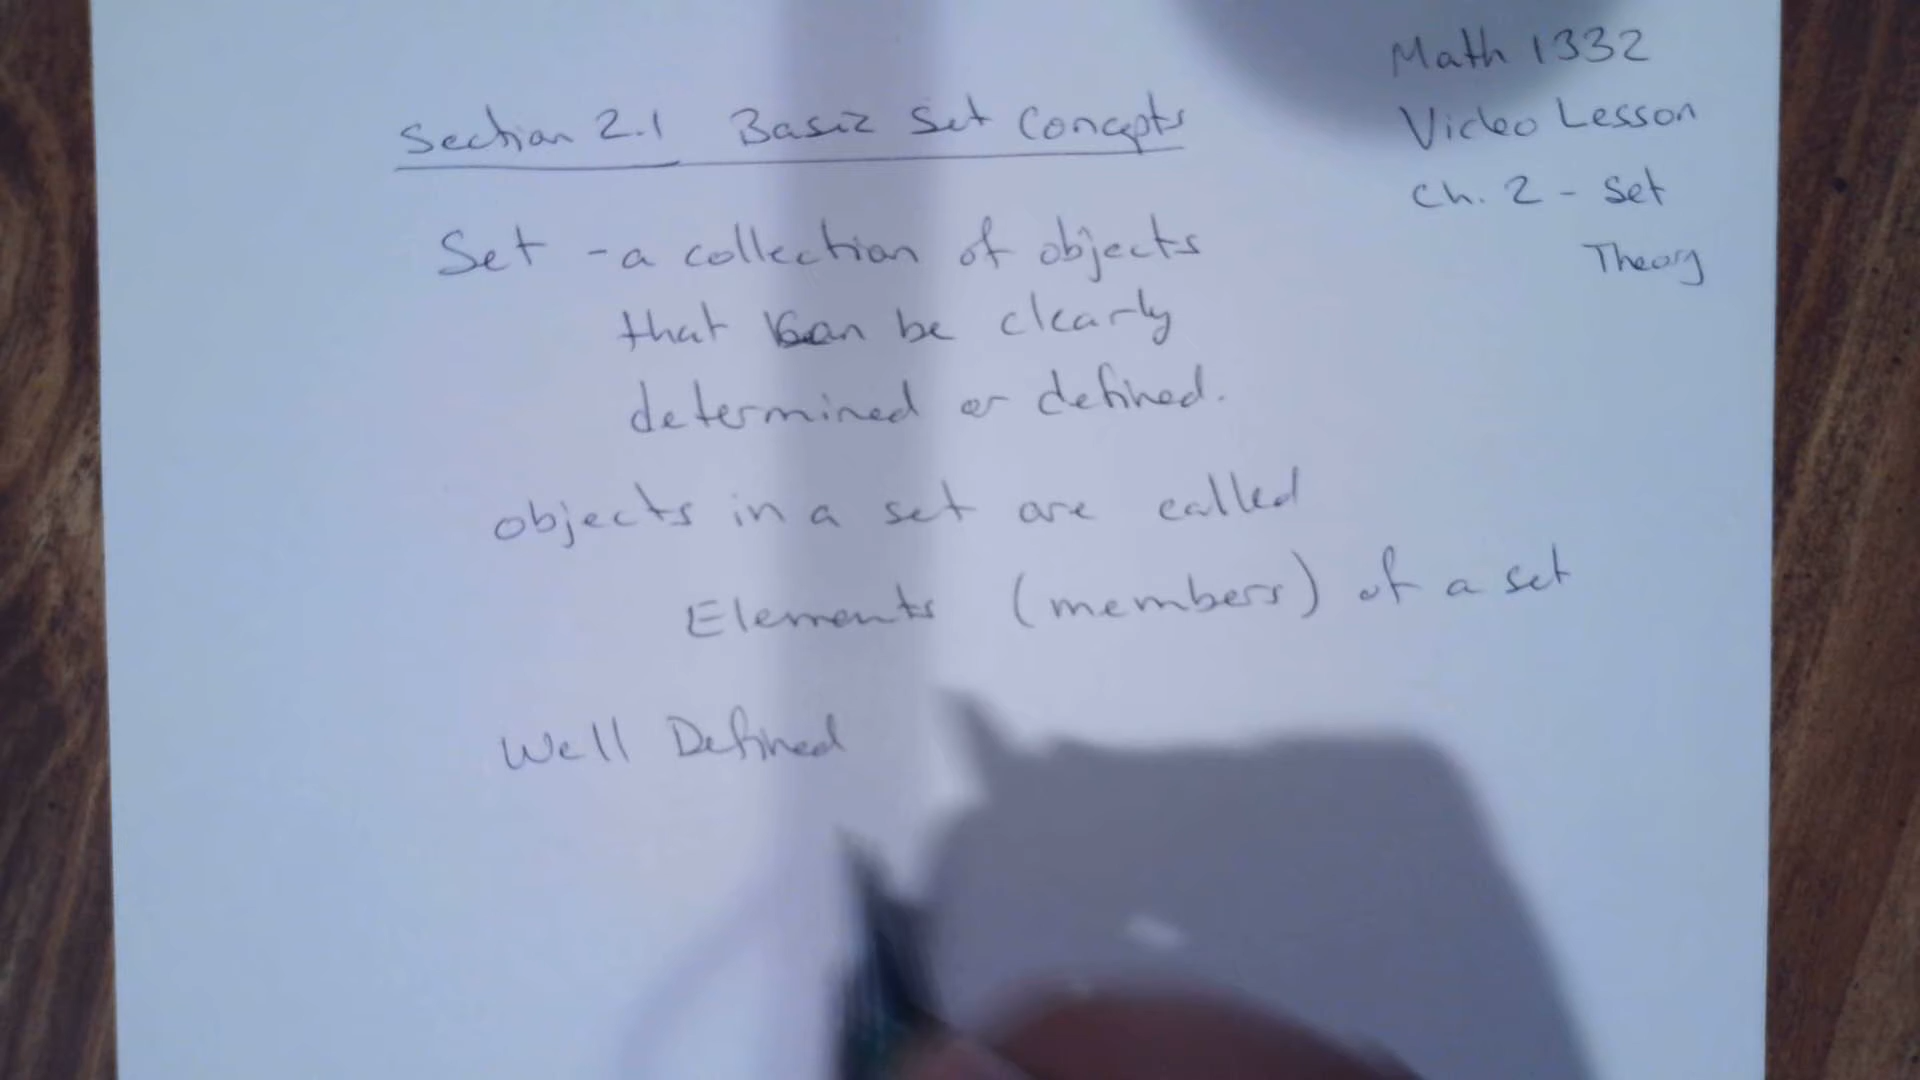 Math 1332
Video Lesson
Ch. 2 - Set
Theory
Section 2.1 Basic Set Concepts
Set - a collection of objects
that can be clearly
determined or defined.
objects in a set are called
Elements (members) of a set
Well Defined